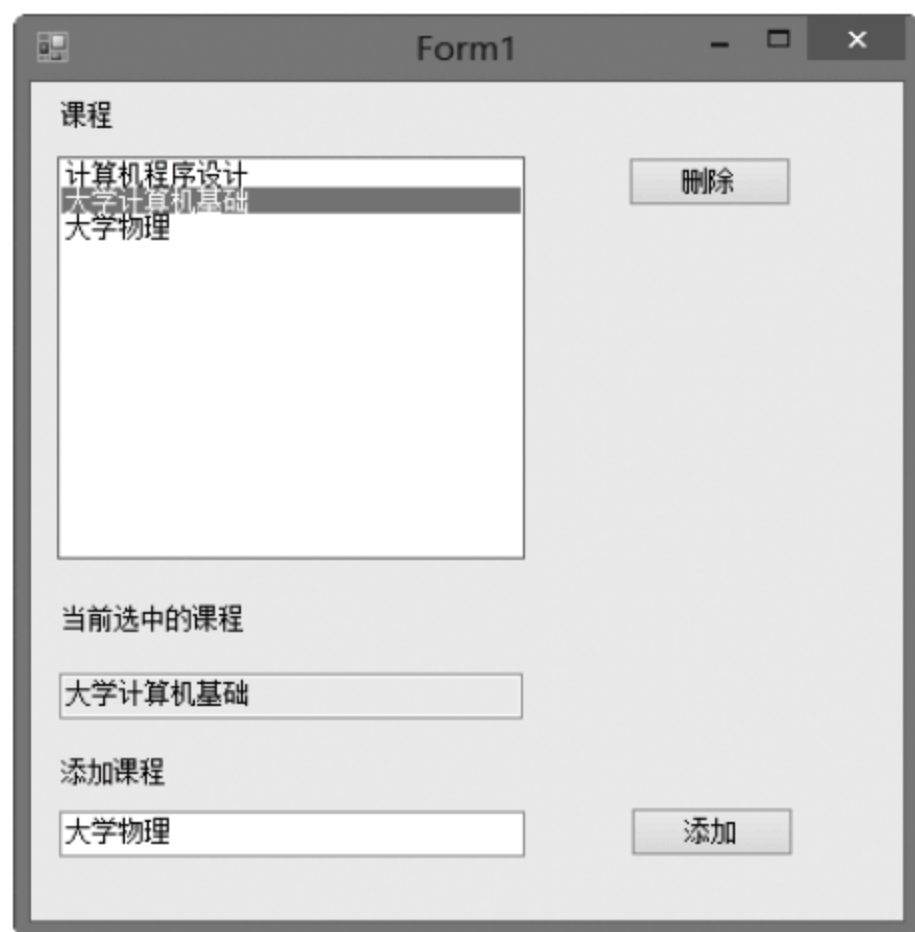 Form1
课程
计算机程序设计
删除
大学计算机基础
大学物理
当前选中的课程
大学计算机基础
添加课程
大学物理
添加